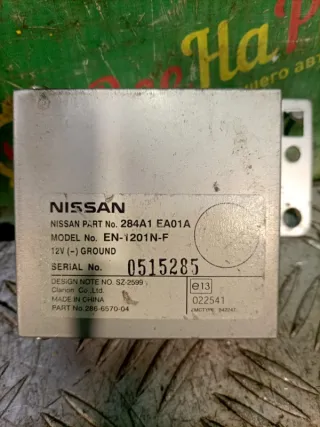 На
NISSAN
NISSAN PART No. 284A1 EA01A
MODEL No. EN-1201N-F
12V (-) GROUND
SERIAL No. 0515285
DESIGN NOTE NO. SZ-2599
Clarion Co.,Ltd.
MADE IN CHINA
PART No. 286-6570-04
e13
022541